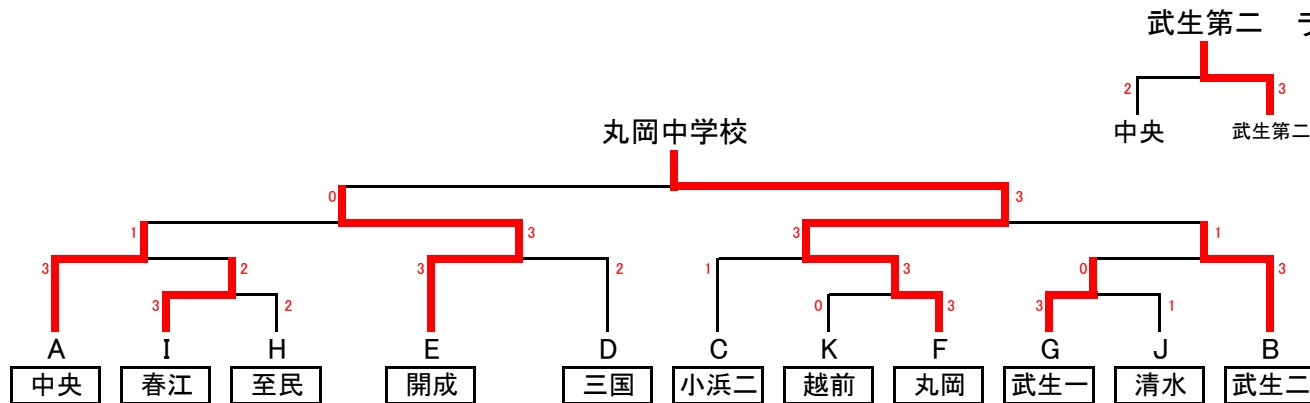 武生第二
2 3
中央 武生第二
丸岡中学校
0 3
1 3 3 1
3 2 3 2 1 3 0 3
3 2 0 3 3 1
A I H E D C K F G J B
中央 春江 至民 開成 三国 小浜二 越前 丸岡 武生一 清水 武生二